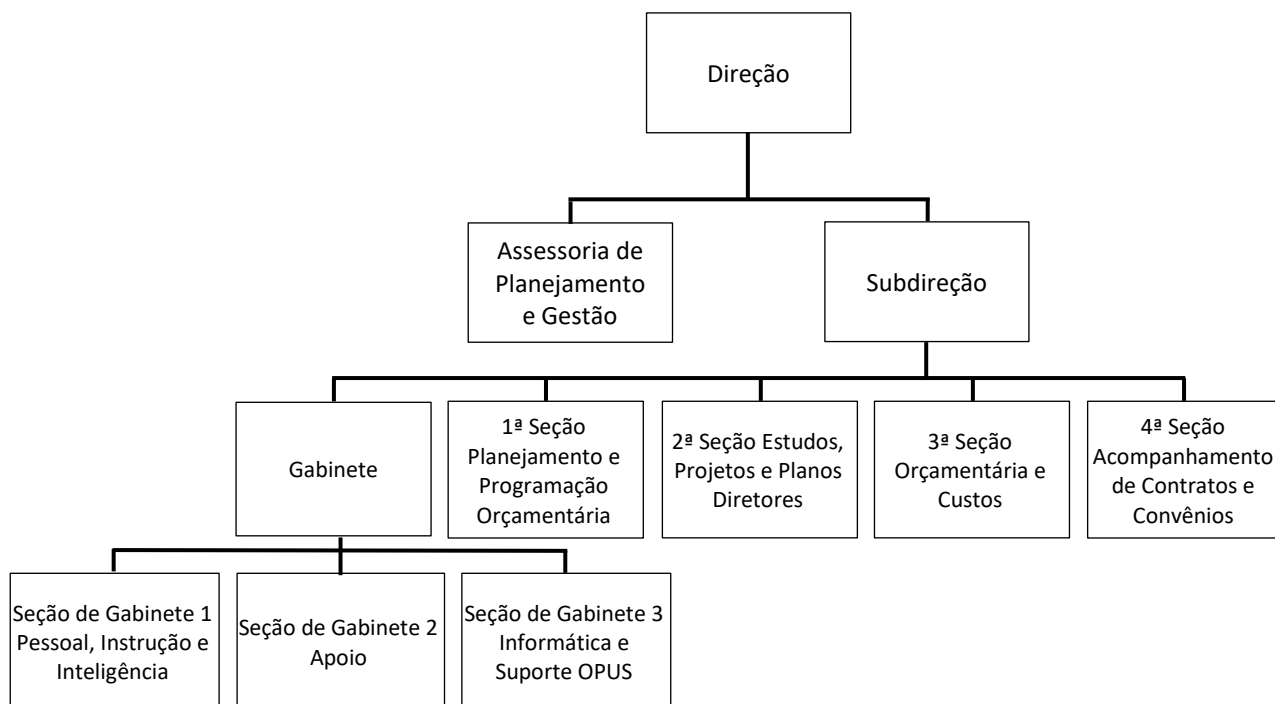 Direção
Assessoria de
Planejamento
e Gestão
Subdireção
Gabinete
1ª Seção
Planejamento e
Programação
Orçamentária
2ª Seção Estudos,
Projetos e Planos
Diretores
3ª Seção
Orçamentária e
Custos
4ª Seção
Acompanhamento
de Contratos e
Convênios
Seção de Gabinete 1
Pessoal, Instrução e
Inteligência
Seção de Gabinete 2
Apoio
Seção de Gabinete 3
Informática e
Suporte OPUS